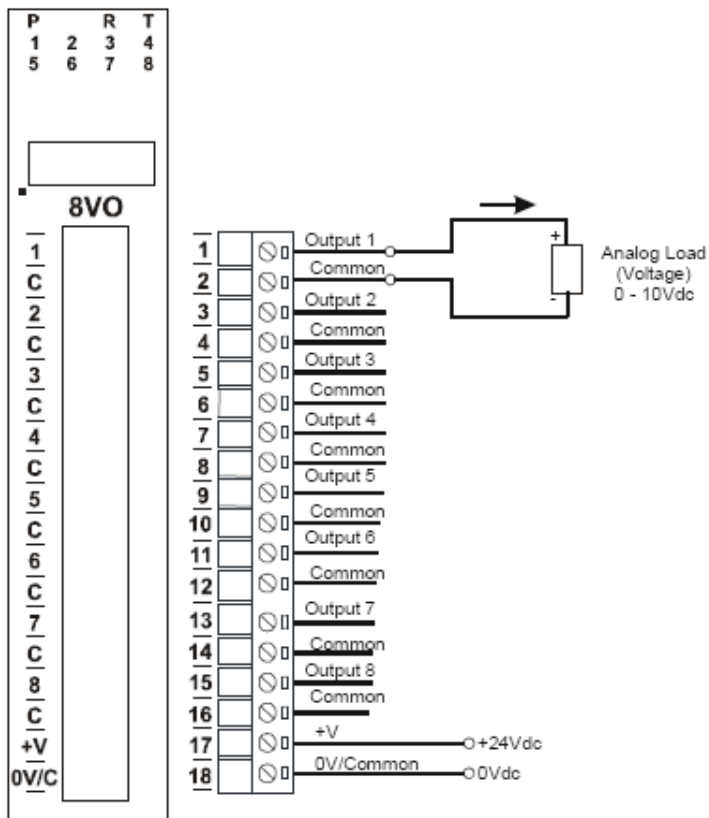 P R T
1 2 3 4
5 6 7 8
8VO
1
C
2
C
3
C
4
C
5
C
6
C
7
C
8
C
+V
0V/C
1 Output 1
2 Common
3 Output 2
4 Common
5 Output 3
6 Common
7 Output 4
8 Common
9 Output 5
10 Common
11 Output 6
12 Common
13 Output 7
14 Common
15 Output 8
16 Common
17 +V +24Vdc
18 0V/Common 0Vdc
+
-
Analog Load
(Voltage)
0 - 10Vdc